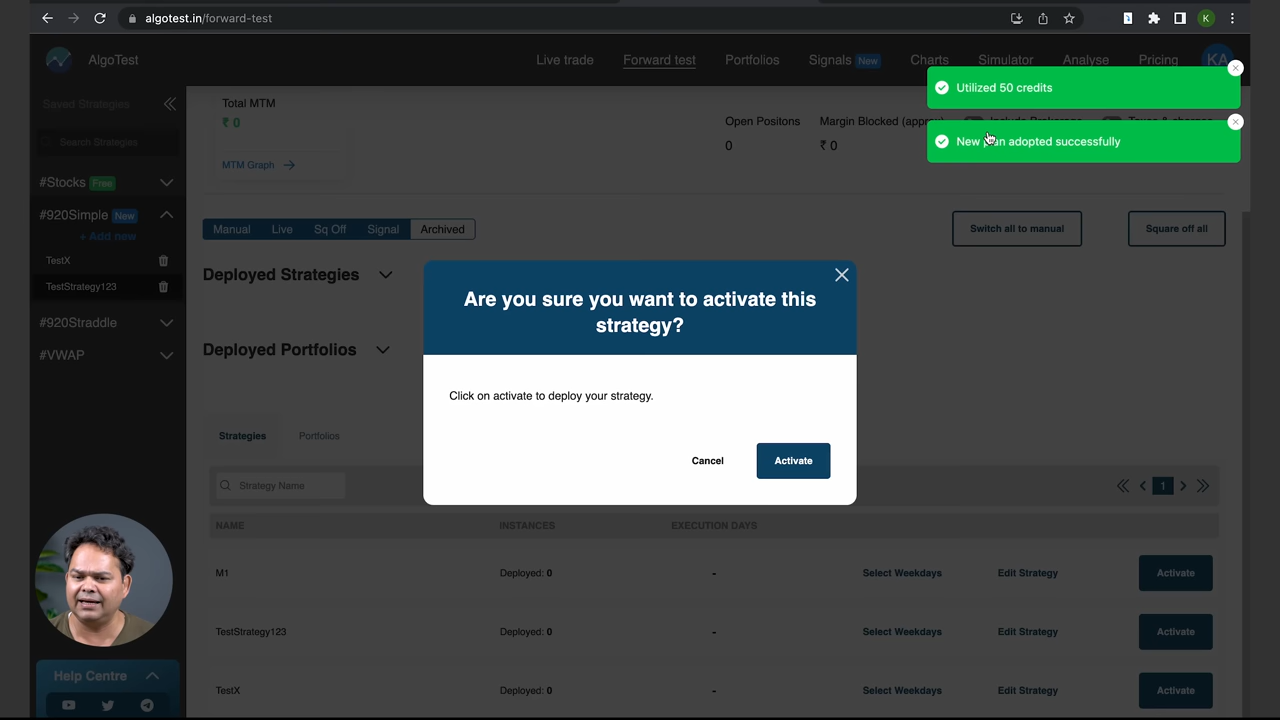 algotest.in/forward-test
K
AlgoTest
Live trade
Forward test
Portfolios
Signals New
Charts
Simulator
Analyse
Pricing
KA
Utilized 50 credits
New plan adopted successfully
Saved Strategies
Search Strategies
#Stocks Free
#920Simple New
+ Add new
TestX
TestStrategy123
#920Straddle
#VWAP
Help Centre
Total MTM
₹ 0
MTM Graph
Open Positons
0
Margin Blocked (approx)
₹ 0
Include Brokerage
Taxes & charges
Manual
Live
Sq Off
Signal
Archived
Switch all to manual
Square off all
Deployed Strategies
Deployed Portfolios
Are you sure you want to activate this
strategy?
Click on activate to deploy your strategy.
Cancel
Activate
Strategies
Portfolios
Strategy Name
1
NAME
INSTANCES
EXECUTION DAYS
M1
Deployed: 0
-
Select Weekdays
Edit Strategy
Activate
TestStrategy123
Deployed: 0
-
Select Weekdays
Edit Strategy
Activate
TestX
Deployed: 0
-
Select Weekdays
Edit Strategy
Activate